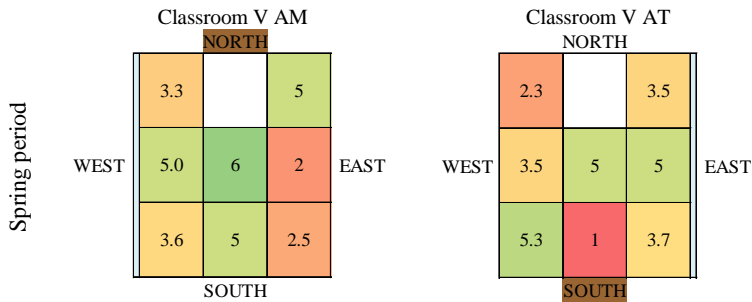 Classroom V AM
Classroom V AT
NORTH
NORTH
3.3
5
2.3
3.5
Spring period
WEST
5.0
6
2
EAST
WEST
3.5
5
5
EAST
3.6
5
2.5
5.3
1
3.7
SOUTH
SOUTH